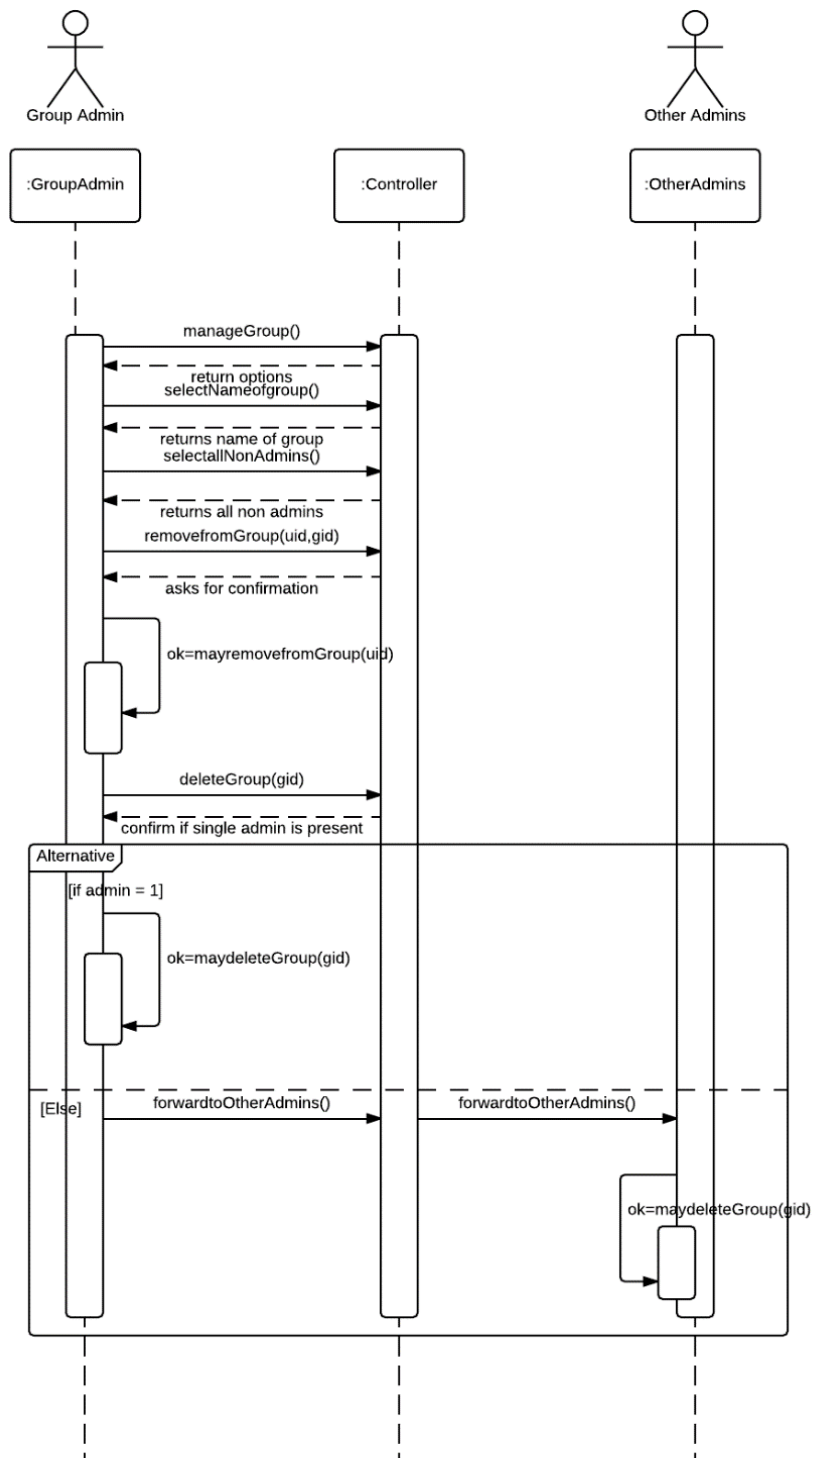 Group Admin
Other Admins
:GroupAdmin
:Controller
:OtherAdmins
manageGroup()
return options
selectNameofgroup()
returns name of group
selectallNonAdmins()
returns all non admins
removefromGroup(uid,gid)
asks for confirmation
ok=mayremovefromGroup(uid)
deleteGroup(gid)
confirm if single admin is present
Alternative
[if admin = 1]
ok=maydeleteGroup(gid)
[Else]
forwardtoOtherAdmins()
forwardtoOtherAdmins()
ok=maydeleteGroup(gid)